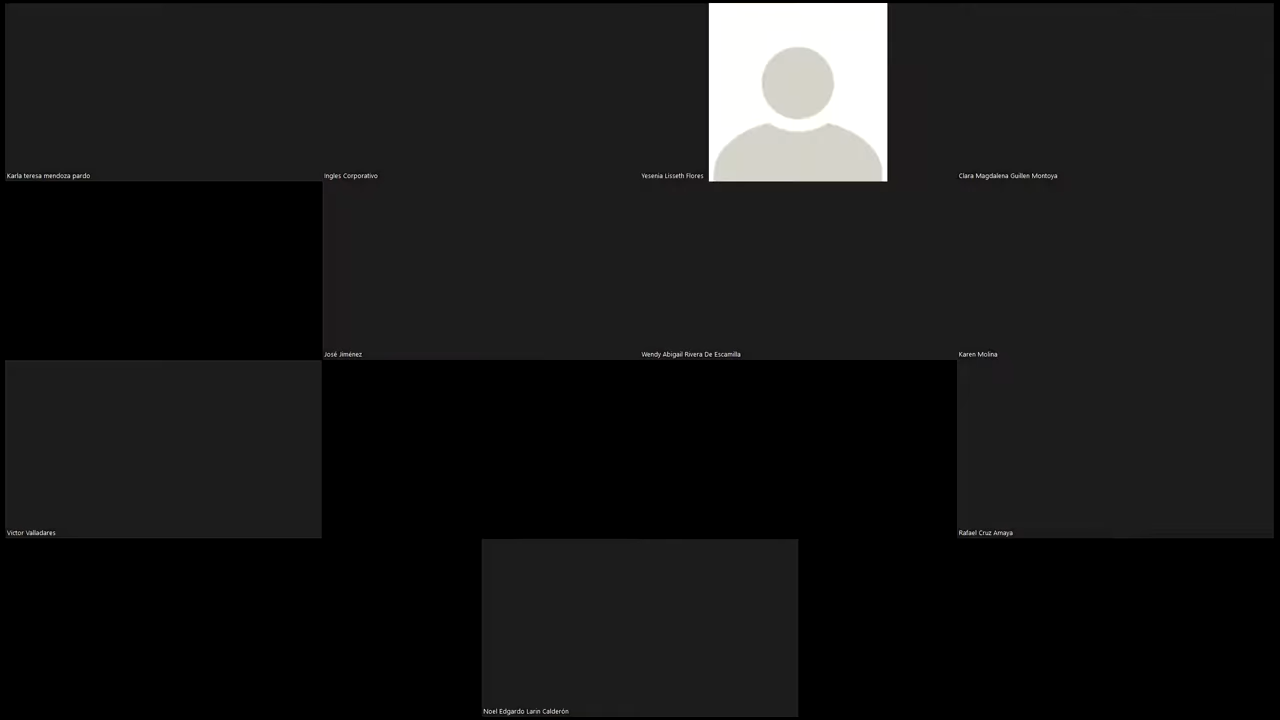 Karla teresa mendoza pardo
Ingles Corporativo
Yesenia Lisseth Flores
Clara Magdalena Guillen Montoya
José Jiménez
Wendy Abigail Rivera De Escamilla
Karen Molina
Victor Valladares
Rafael Cruz Amaya
Noel Edgardo Larin Calderón